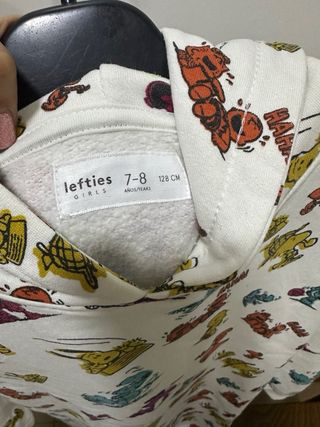 HAHA
lefties
GIRLS
7-8
AÑOS/YEARS
128 CM